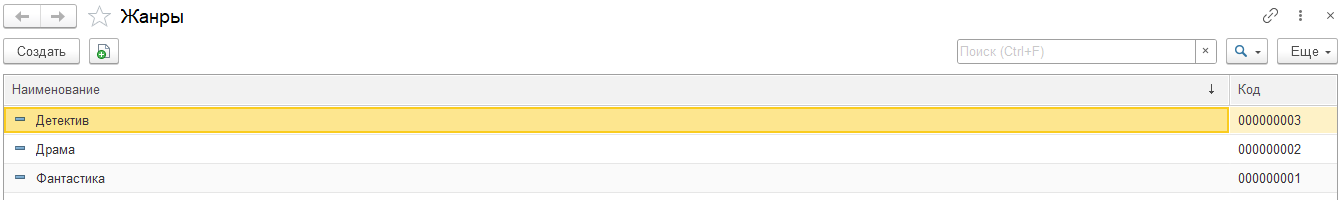 Жанры
Создать
Поиск (Ctrl+F)
×
Еще
Наименование ↓ Код
Детектив 000000003
Драма 000000002
Фантастика 000000001